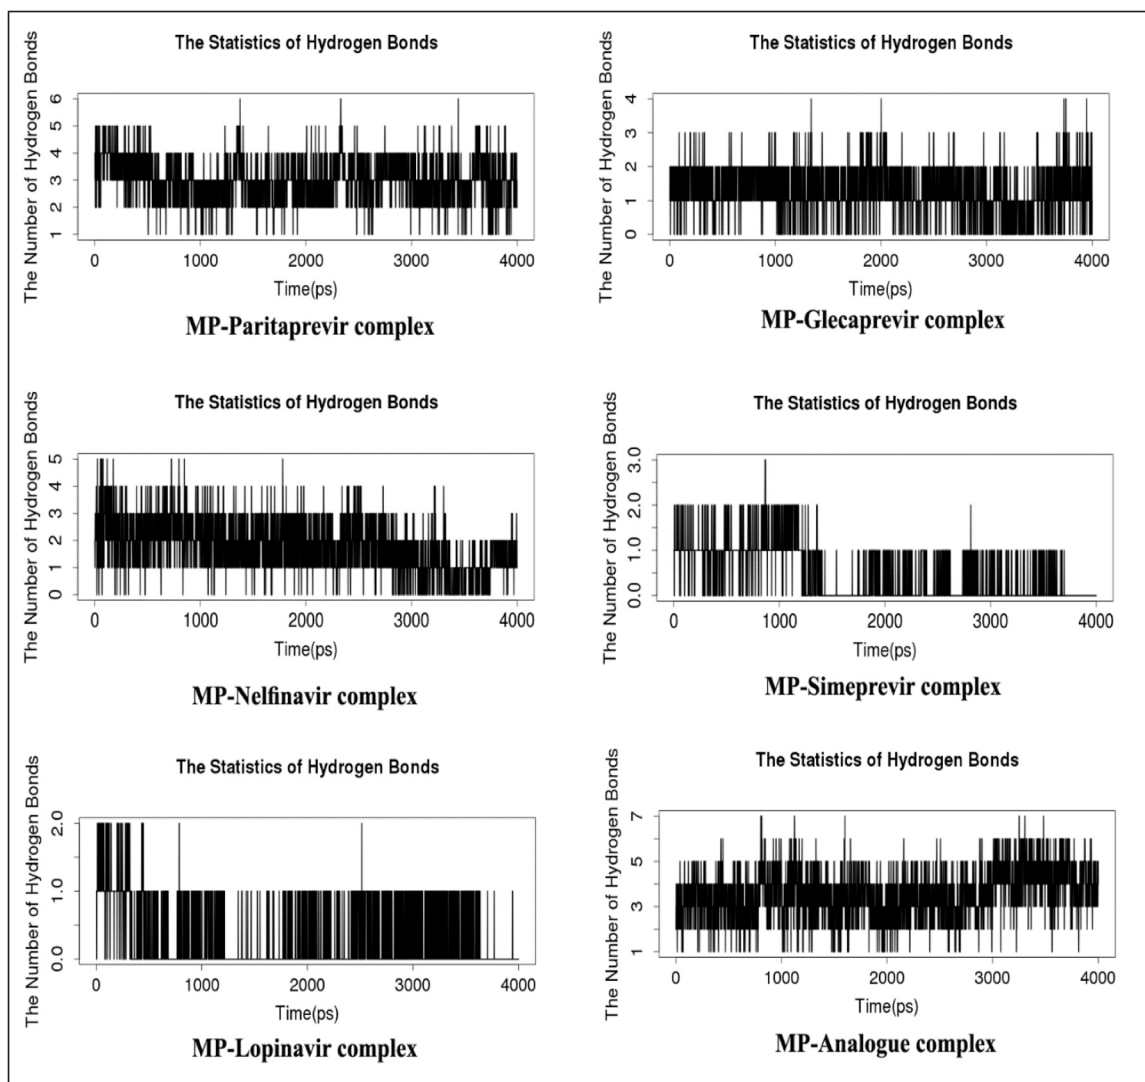 The Statistics of Hydrogen Bonds
The Number of Hydrogen Bonds
6
5
4
3
2
1
0 1000 2000 3000 4000
Time(ps)
MP-Paritaprevir complex
The Statistics of Hydrogen Bonds
The Number of Hydrogen Bonds
4
3
2
1
0
0 1000 2000 3000 4000
Time(ps)
MP-Glecaprevir complex
The Statistics of Hydrogen Bonds
The Number of Hydrogen Bonds
5
4
3
2
1
0
0 1000 2000 3000 4000
Time(ps)
MP-Nelfinavir complex
The Statistics of Hydrogen Bonds
The Number of Hydrogen Bonds
3.0
2.0
1.0
0.0
0 1000 2000 3000 4000
Time(ps)
MP-Simeprevir complex
The Statistics of Hydrogen Bonds
The Number of Hydrogen Bonds
2.0
1.0
0.0
0 1000 2000 3000 4000
Time(ps)
MP-Lopinavir complex
The Statistics of Hydrogen Bonds
The Number of Hydrogen Bonds
7
5
3
1
0 1000 2000 3000 4000
Time(ps)
MP-Analogue complex